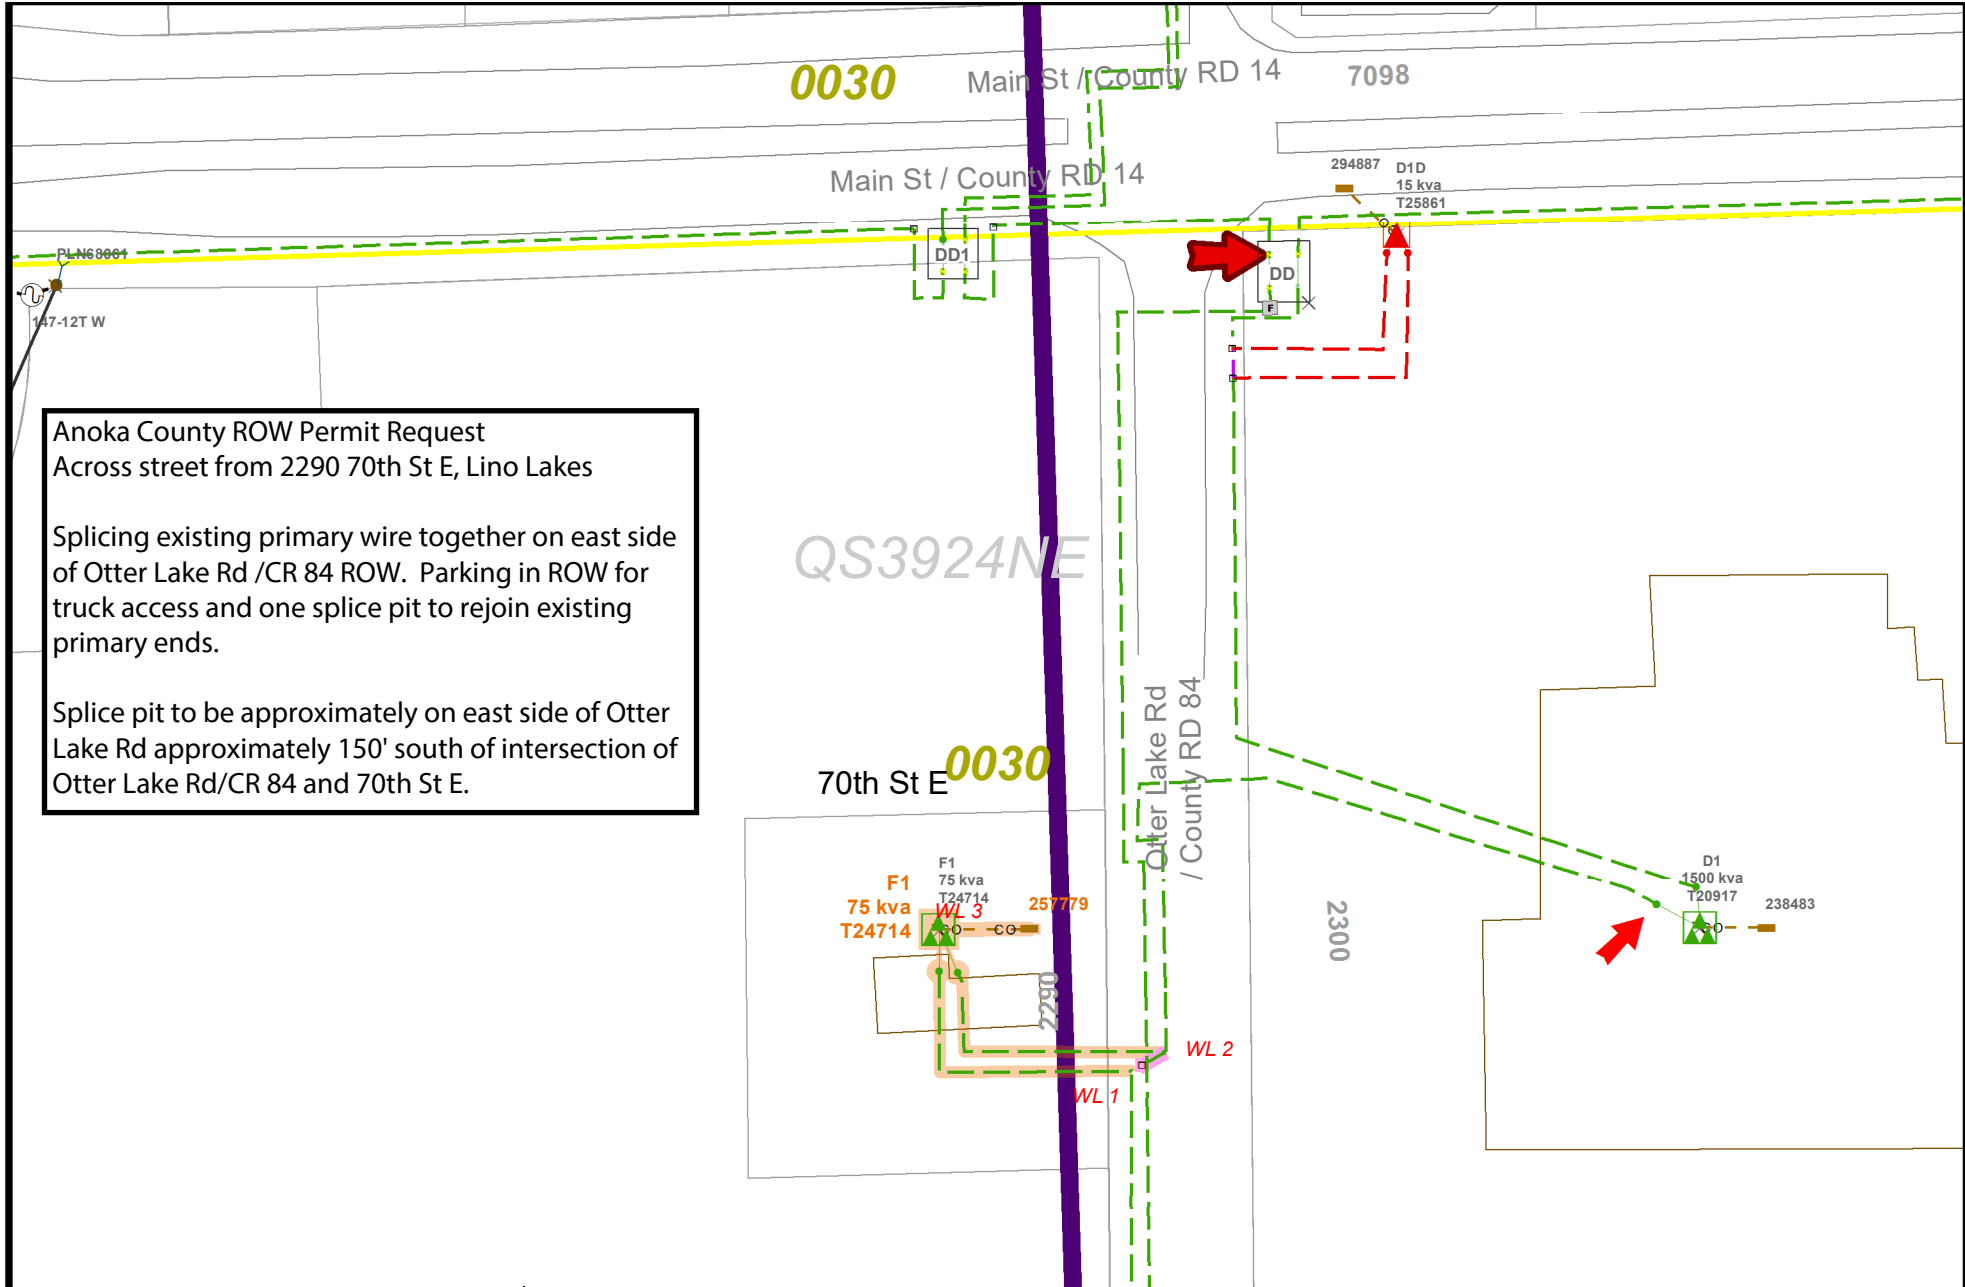 0030
Main St / County RD 14
7098
Main St / County RD 14
294887
D1D
15 kva
T25861
PLN68061
DD1
DD
F
147-12T W
Anoka County ROW Permit Request
Across street from 2290 70th St E, Lino Lakes
Splicing existing primary wire together on east side
of Otter Lake Rd /CR 84 ROW.  Parking in ROW for
truck access and one splice pit to rejoin existing
primary ends.
Splice pit to be approximately on east side of Otter
Lake Rd approximately 150' south of intersection of
Otter Lake Rd/CR 84 and 70th St E.
QS3924NE
Otter Lake Rd
/ County RD 84
70th St E
0030
F1
75 kva
T24714
F1
75 kva
T24714
WL 3
257779
CO
CO
2290
2300
D1
1500 kva
T20917
238483
CO
WL 2
WL 1